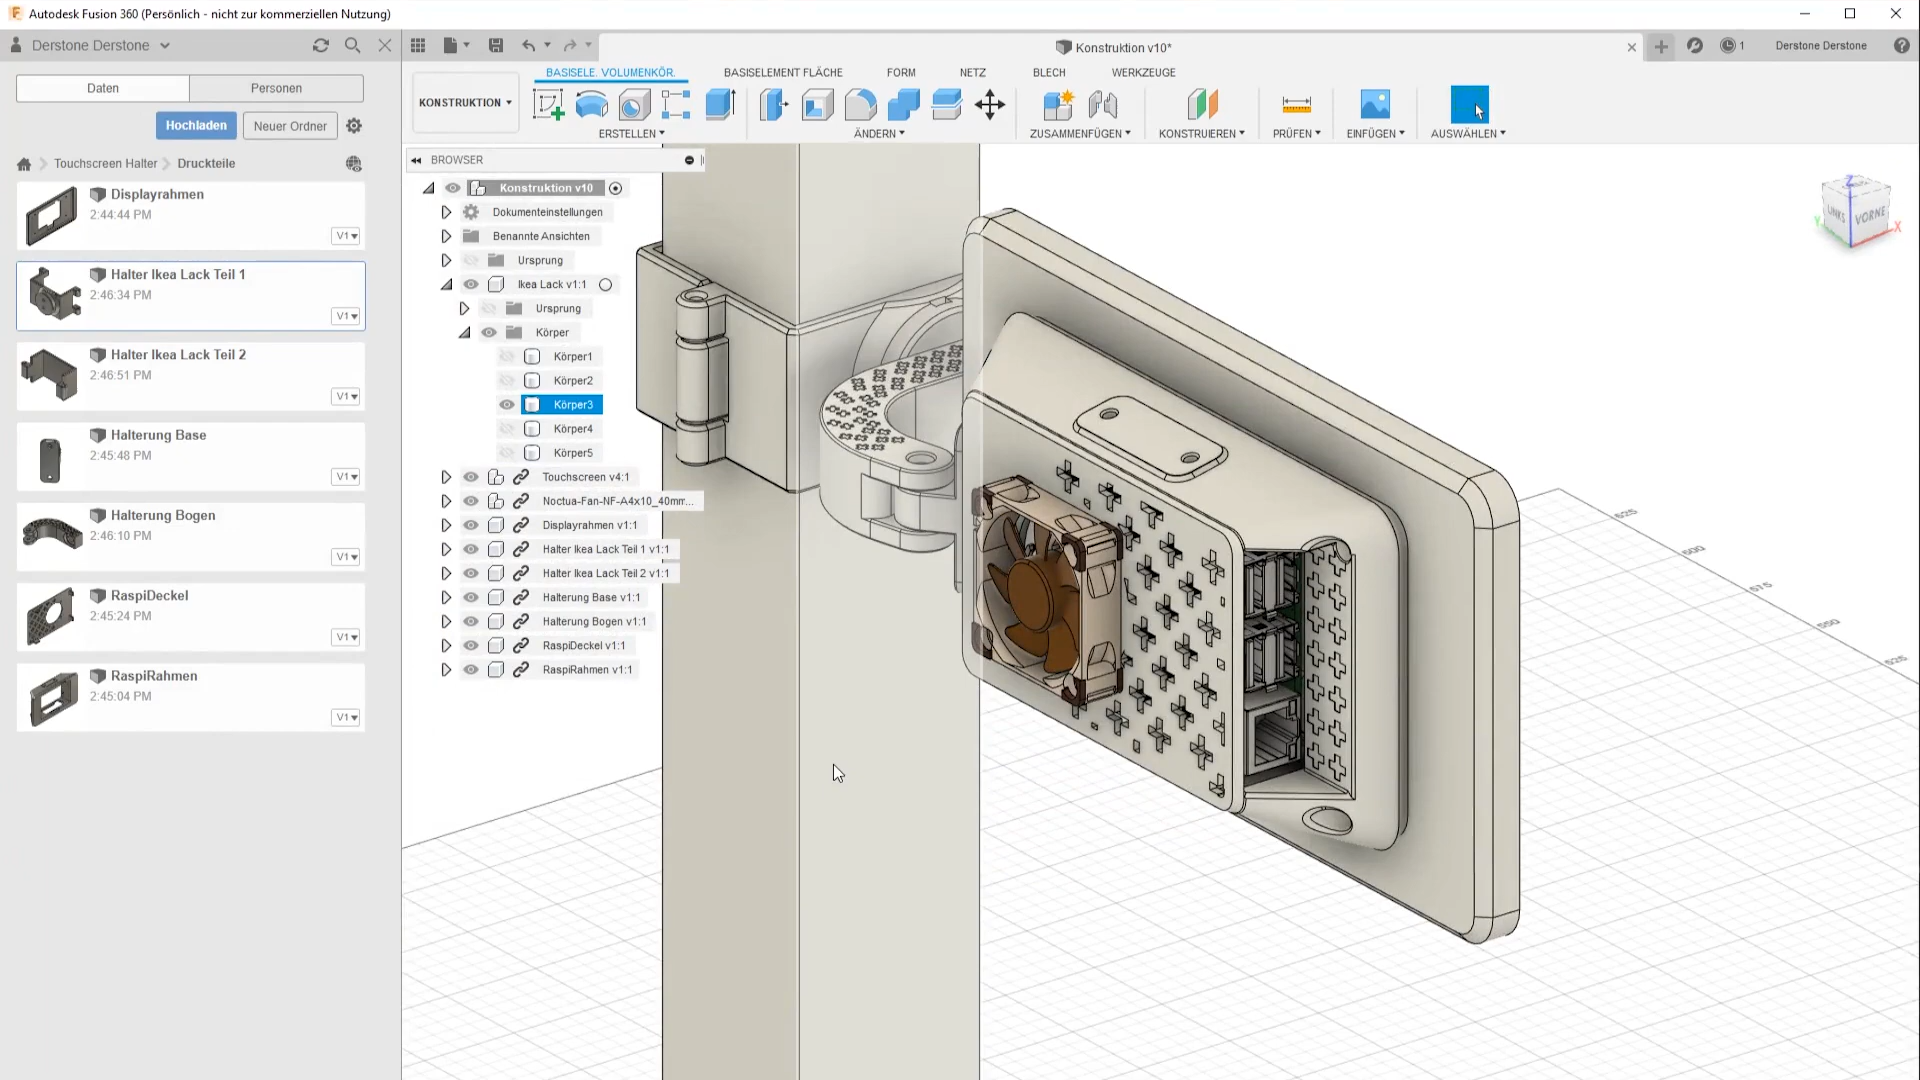 Autodesk Fusion 360 (Persönlich - nicht zur kommerziellen Nutzung)
Derstone Derstone
Konstruktion v10*
1
Derstone Derstone
Daten
Personen
Hochladen
Neuer Ordner
Touchscreen Halter
Druckteile
Displayrahmen
2:44:44 PM
V1
Halter Ikea Lack Teil 1
2:46:34 PM
V1
Halter Ikea Lack Teil 2
2:46:51 PM
V1
Halterung Base
2:45:48 PM
V1
Halterung Bogen
2:46:10 PM
V1
RaspiDeckel
2:45:24 PM
V1
RaspiRahmen
2:45:04 PM
V1
KONSTRUKTION
BASISELE. VOLUMENKÖR.
BASISELEMENT FLÄCHE
FORM
NETZ
BLECH
WERKZEUGE
ERSTELLEN
ÄNDERN
ZUSAMMENFÜGEN
KONSTRUIEREN
PRÜFEN
EINFÜGEN
AUSWÄHLEN
BROWSER
Konstruktion v10
Dokumenteinstellungen
Benannte Ansichten
Ursprung
Ikea Lack v1:1
Ursprung
Körper
Körper1
Körper2
Körper3
Körper4
Körper5
Touchscreen v4:1
Noctua-Fan-NF-A4x10_40mm...
Displayrahmen v1:1
Halter Ikea Lack Teil 1 v1:1
Halter Ikea Lack Teil 2 v1:1
Halterung Base v1:1
Halterung Bogen v1:1
RaspiDeckel v1:1
RaspiRahmen v1:1
Z
LINKS
VORNE
Y
X
625
600
575
550
525